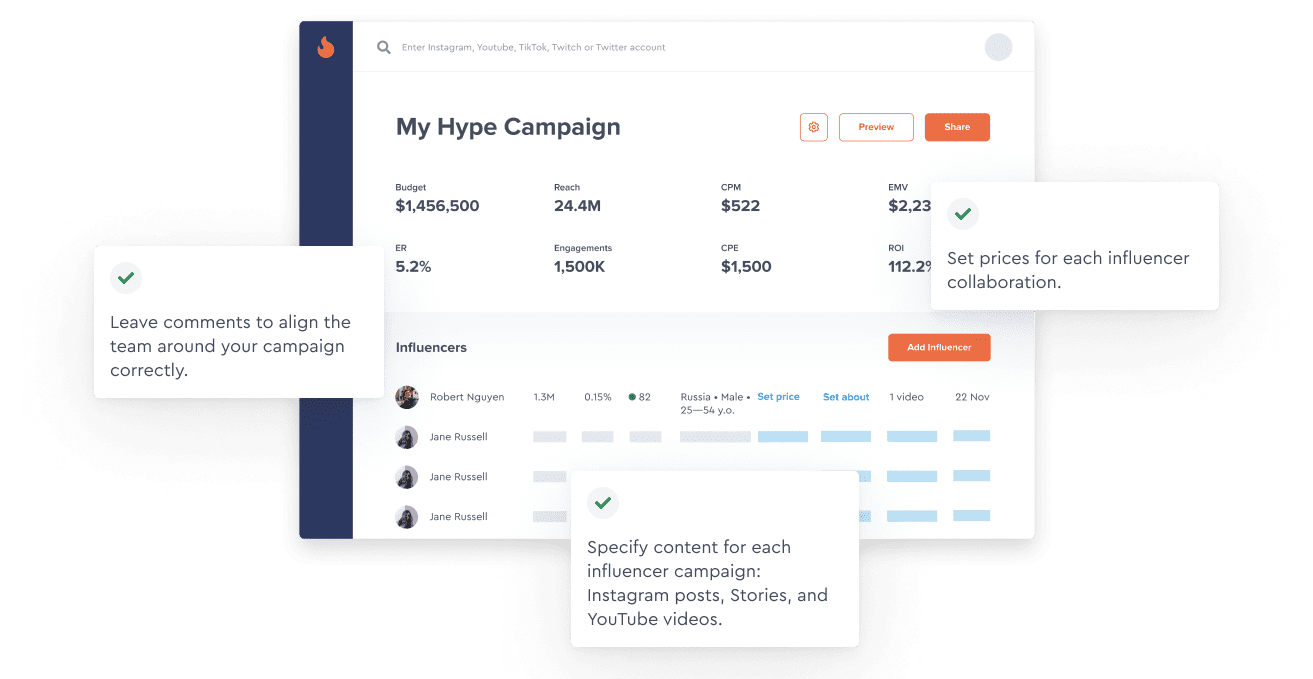 Enter Instagram, Youtube, TikTok, Twitch or Twitter account
My Hype Campaign
Preview
Share
Budget
$1,456,500
Reach
24.4M
CPM
$522
EMV
$2,23
ER
5.2%
Engagements
1,500K
CPE
$1,500
ROI
112.2%
Set prices for each influencer
collaboration.
Leave comments to align the
team around your campaign
correctly.
Influencers
Add Influencer
Robert Nguyen 1.3M 0.15% 82 Russia • Male • Set price Set about 1 video 22 Nov
25—54 y.o.
Jane Russell
Jane Russell
Jane Russell
Specify content for each
influencer campaign:
Instagram posts, Stories, and
YouTube videos.